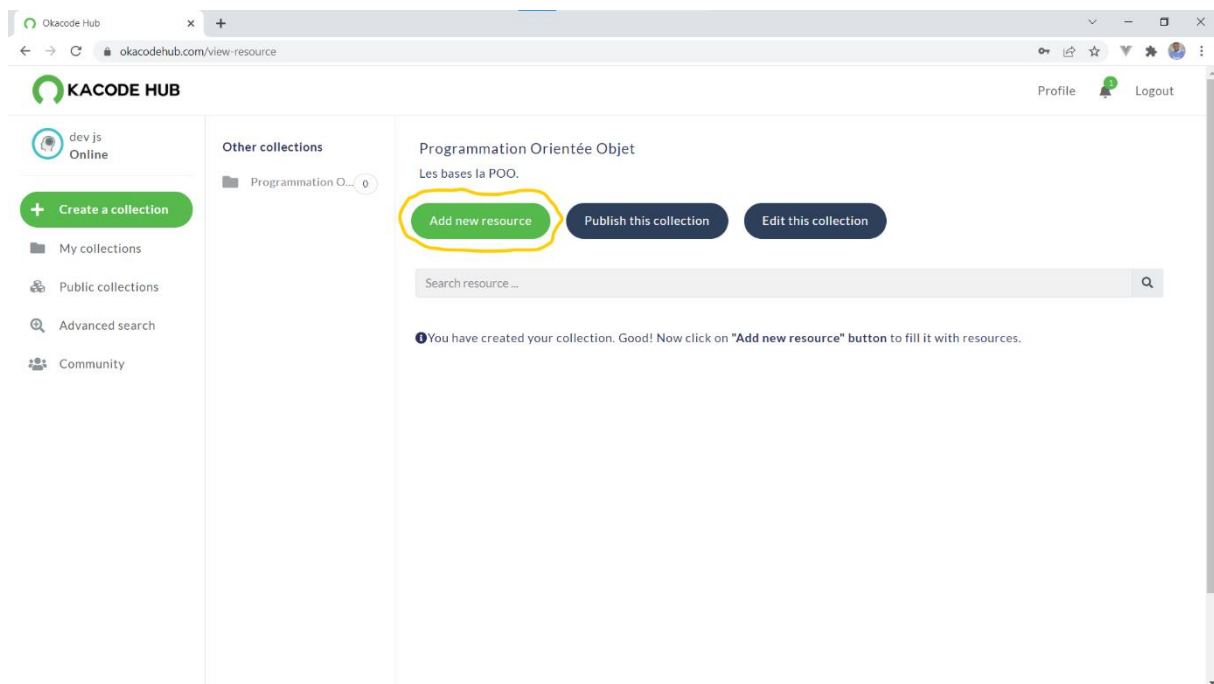 Okacode Hub
okacodehub.com/view-resource
KACODE HUB
Profile
1
Logout
dev js
Online
Create a collection
My collections
Public collections
Advanced search
Community
Other collections
Programmation O... 0
Programmation Orientée Objet
Les bases la POO.
Add new resource
Publish this collection
Edit this collection
Search resource ...
You have created your collection. Good! Now click on "Add new resource" button to fill it with resources.